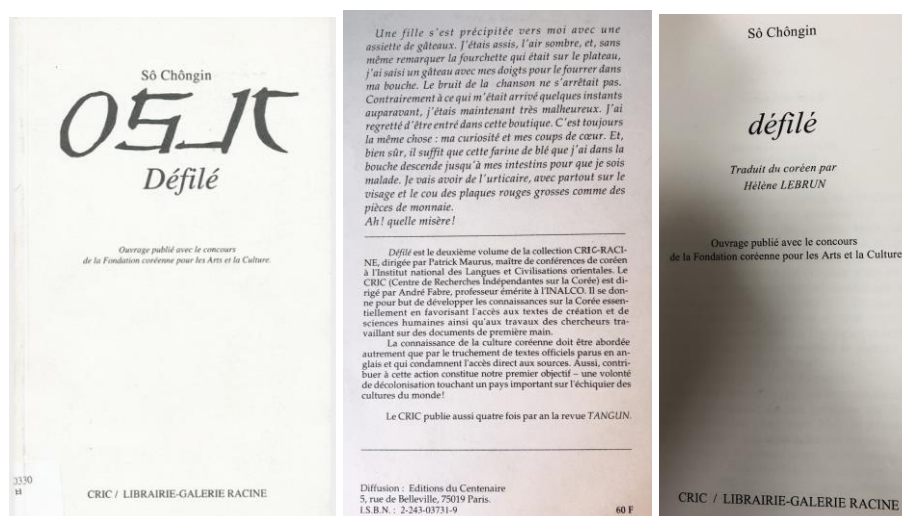 Sô Chôngin
Défilé
Ouvrage publié avec le concours
de la Fondation coréenne pour les Arts et la Culture.
0330
CRIC / LIBRAIRIE-GALERIE RACINE
Une fille s'est précipitée vers moi avec une
assiette de gâteaux. J'étais assis, l'air sombre, et, sans
même remarquer la fourchette qui était sur le plateau,
j'ai saisi un gâteau avec mes doigts pour le fourrer dans
ma bouche. Le bruit de la chanson ne s'arrêtait pas.
Contrairement à ce qui m'était arrivé quelques instants
auparavant, j'étais maintenant très malheureux. J'ai
regretté d'être entré dans cette boutique. C'est toujours
la même chose : ma curiosité et mes coups de cœur. Et,
bien sûr, il suffit que cette farine de blé que j'ai dans la
bouche descende jusqu'à mes intestins pour que je sois
malade. Je vais avoir de l'urticaire, avec partout sur le
visage et le cou des plaques rouges grosses comme des
pièces de monnaie.
Ah! quelle misère!
Défilé est le deuxième volume de la collection CRIC-RACI-
NE, dirigée par Patrick Maurus, maître de conférences de coréen
à l'Institut national des Langues et Civilisations orientales. Le
CRIC (Centre de Recherches Indépendantes sur la Corée) est di-
rigé par André Fabre, professeur émérite à l'INALCO. Il se don-
ne pour but de développer les connaissances sur la Corée essen-
tiellement en favorisant l'accès aux textes de création et de
sciences humaines ainsi qu'aux travaux des chercheurs tra-
vaillant sur des documents de première main.
La connaissance de la culture coréenne doit être abordée
autrement que par le truchement de textes officiels parus en an-
glais et qui condamnent l'accès direct aux sources. Aussi, contri-
buer à cette action constitue notre premier objectif – une volonté
de décolonisation touchant un pays important sur l'échiquier des
cultures du monde!
Le CRIC publie aussi quatre fois par an la revue TANGUN.
Diffusion : Editions du Centenaire
5, rue de Belleville, 75019 Paris.
I.S.B.N. : 2-243-03731-9 60 F
Sô Chôngin
défilé
Traduit du coréen par
Hélène LEBRUN
Ouvrage publié avec le concours
de la Fondation coréenne pour les Arts et la Culture
CRIC / LIBRAIRIE-GALERIE RACINE